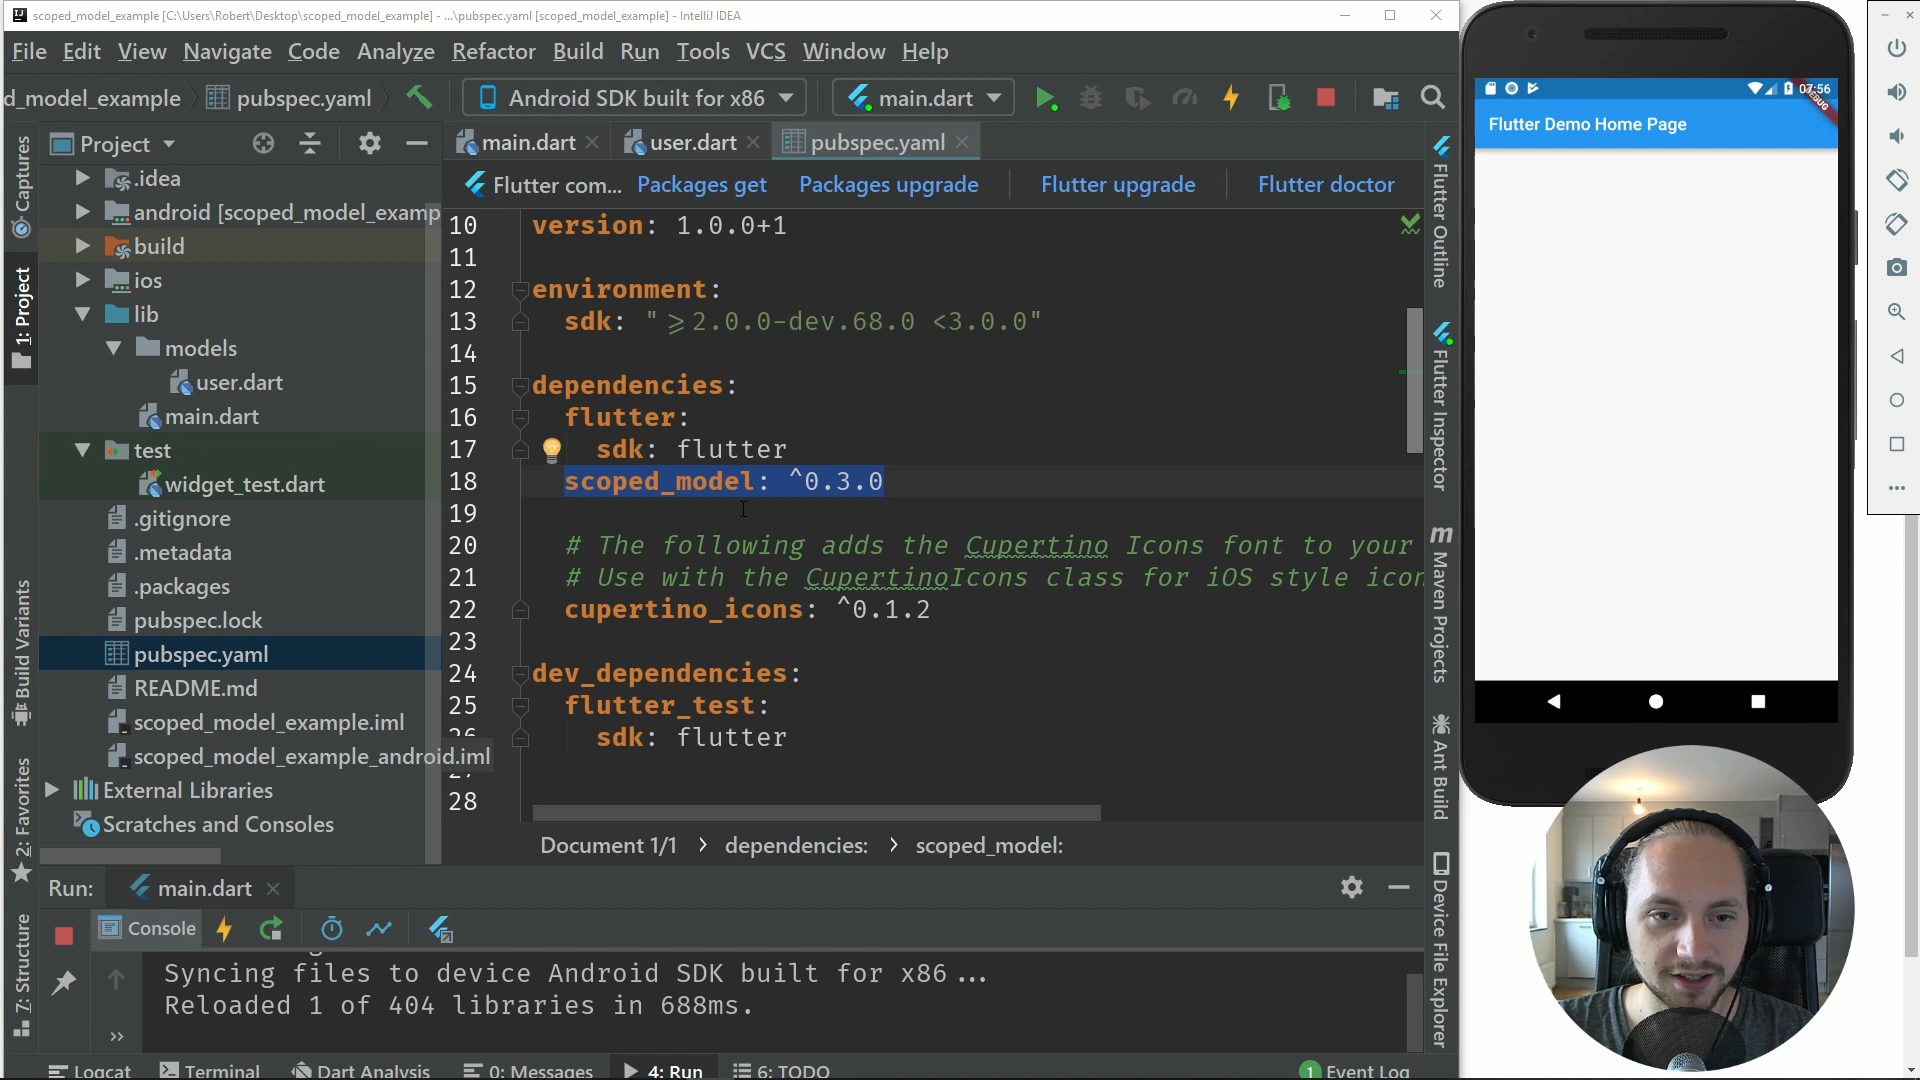 scoped_model_example [C:\Users\Robert\Desktop\scoped_model_example] - ...\pubspec.yaml [scoped_model_example] - IntelliJ IDEA
File Edit View Navigate Code Analyze Refactor Build Run Tools VCS Window Help
d_model_example pubspec.yaml Android SDK built for x86 main.dart
Project
main.dart user.dart pubspec.yaml
Flutter com... Packages get Packages upgrade Flutter upgrade Flutter doctor
Captures
1: Project
Build Variants
2: Favorites
7: Structure
.idea
android [scoped_model_examp
build
ios
lib
models
user.dart
main.dart
test
widget_test.dart
.gitignore
.metadata
.packages
pubspec.lock
pubspec.yaml
README.md
scoped_model_example.iml
scoped_model_example_android.iml
External Libraries
Scratches and Consoles
10 version: 1.0.0+1
11
12 environment:
13 sdk: "≥2.0.0-dev.68.0 <3.0.0"
14
15 dependencies:
16 flutter:
17 sdk: flutter
18 scoped_model: ^0.3.0
19
20 # The following adds the Cupertino Icons font to your
21 # Use with the CupertinoIcons class for iOS style icon
22 cupertino_icons: ^0.1.2
23
24 dev_dependencies:
25 flutter_test:
26 sdk: flutter
27
28
Document 1/1 › dependencies: › scoped_model:
Flutter Outline
Flutter Inspector
Maven Projects
Ant Build
Device File Explorer
Run: main.dart
Console
Syncing files to device Android SDK built for x86...
Reloaded 1 of 404 libraries in 688ms.
Logcat Terminal Dart Analysis 0: Messages 4: Run 6: TODO 1 Event Log
07:56
DEBUG
Flutter Demo Home Page